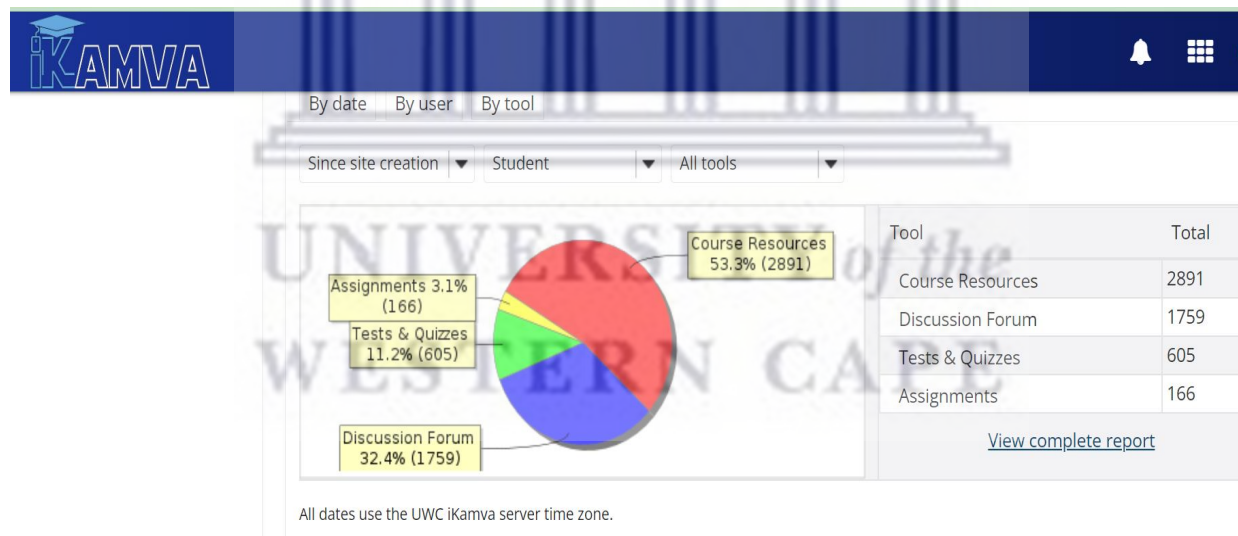 iKAMVA
By date By user By tool
Since site creation Student All tools
Course Resources
53.3% (2891)
Assignments 3.1%
(166)
Tests & Quizzes
11.2% (605)
Discussion Forum
32.4% (1759)
Tool Total
Course Resources 2891
Discussion Forum 1759
Tests & Quizzes 605
Assignments 166
View complete report
UNIVERSITY of the
WESTERN CAPE
All dates use the UWC iKamva server time zone.